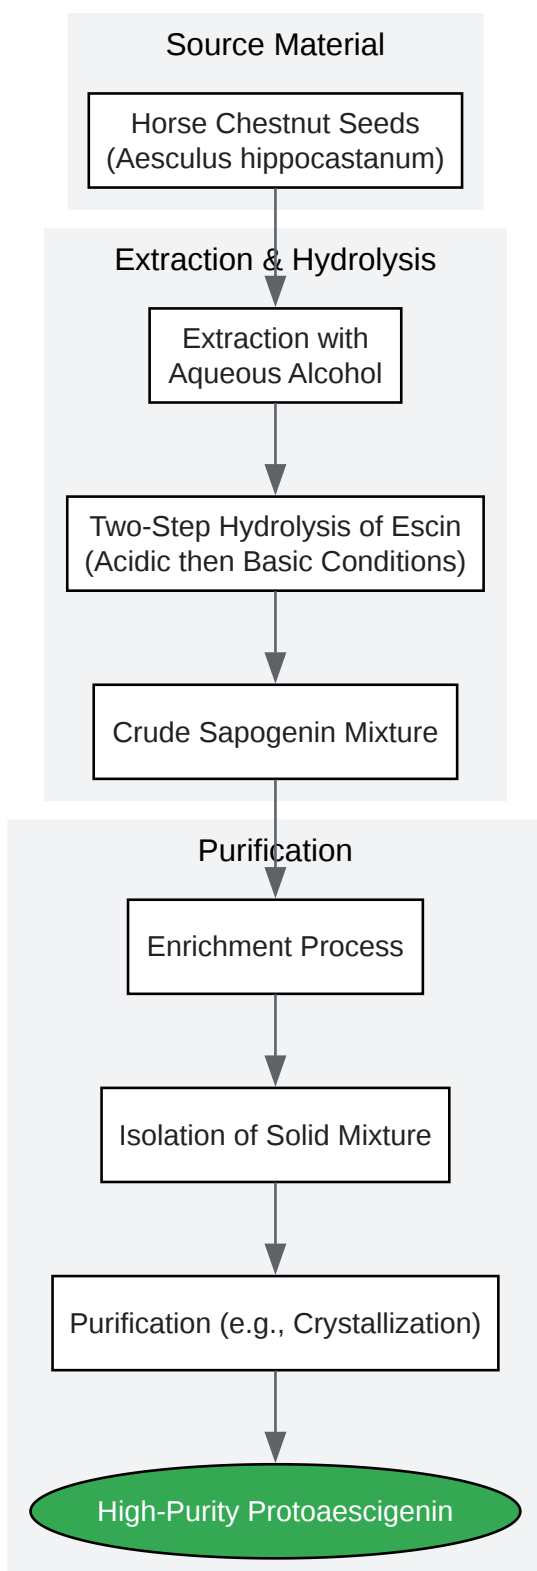 Source Material
Horse Chestnut Seeds
(Aesculus hippocastanum)
Extraction & Hydrolysis
Extraction with
Aqueous Alcohol
Two-Step Hydrolysis of Escin
(Acidic then Basic Conditions)
Crude Sapogenin Mixture
Purification
Enrichment Process
Isolation of Solid Mixture
Purification (e.g., Crystallization)
High-Purity Protoaescigenin